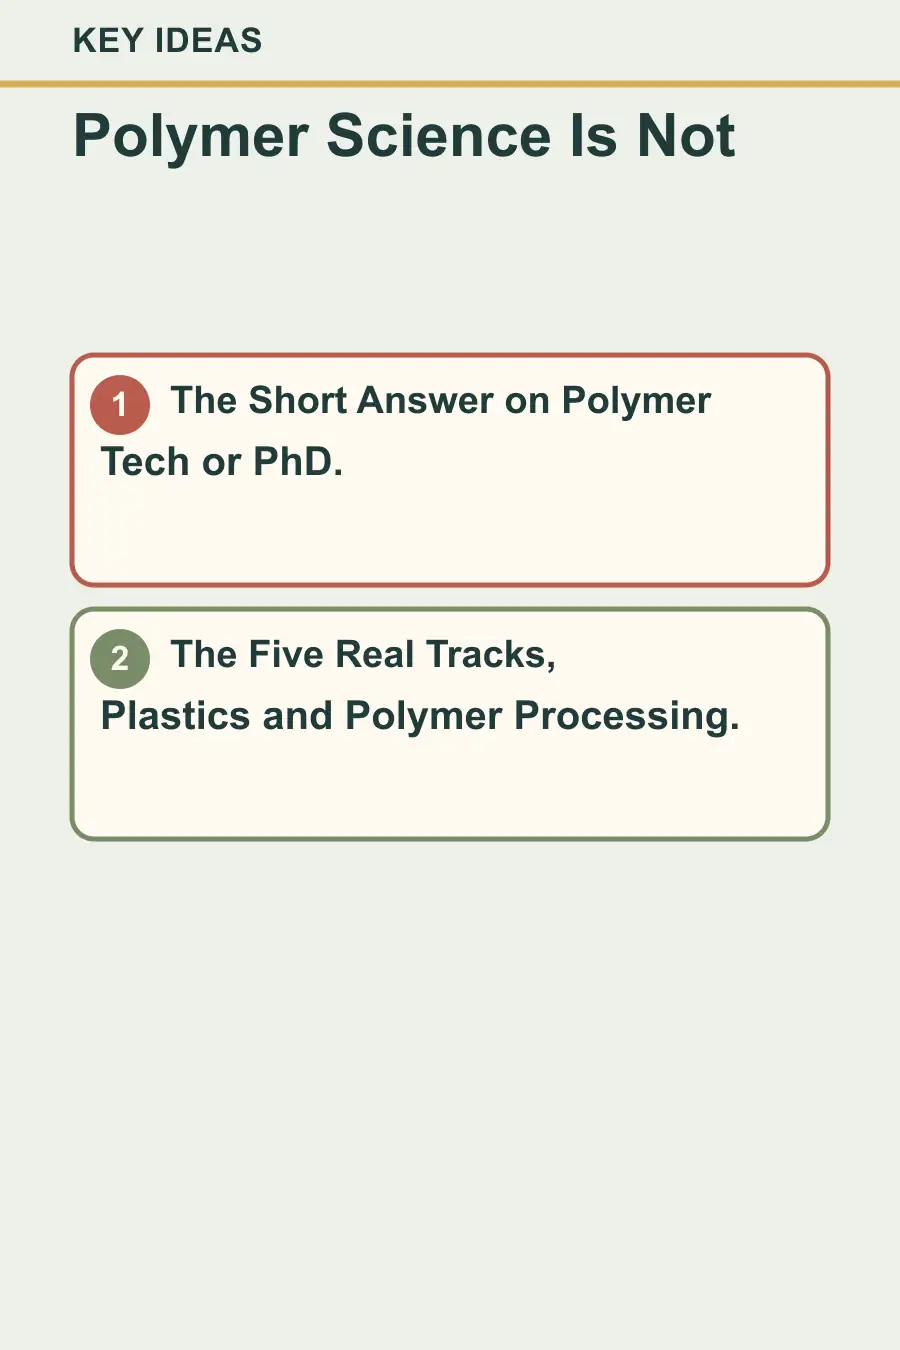 KEY IDEAS
Polymer Science Is Not
1 The Short Answer on Polymer
Tech or PhD.
2 The Five Real Tracks,
Plastics and Polymer Processing.